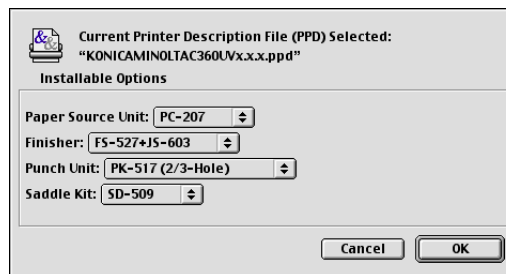 Current Printer Description File (PPD) Selected:
“KONICAMINOLTAC360UVx.x.x.ppd”
Installable Options
Paper Source Unit: PC-207
Finisher: FS-527+JS-603
Punch Unit: PK-517 (2/3-Hole)
Saddle Kit: SD-509
Cancel OK